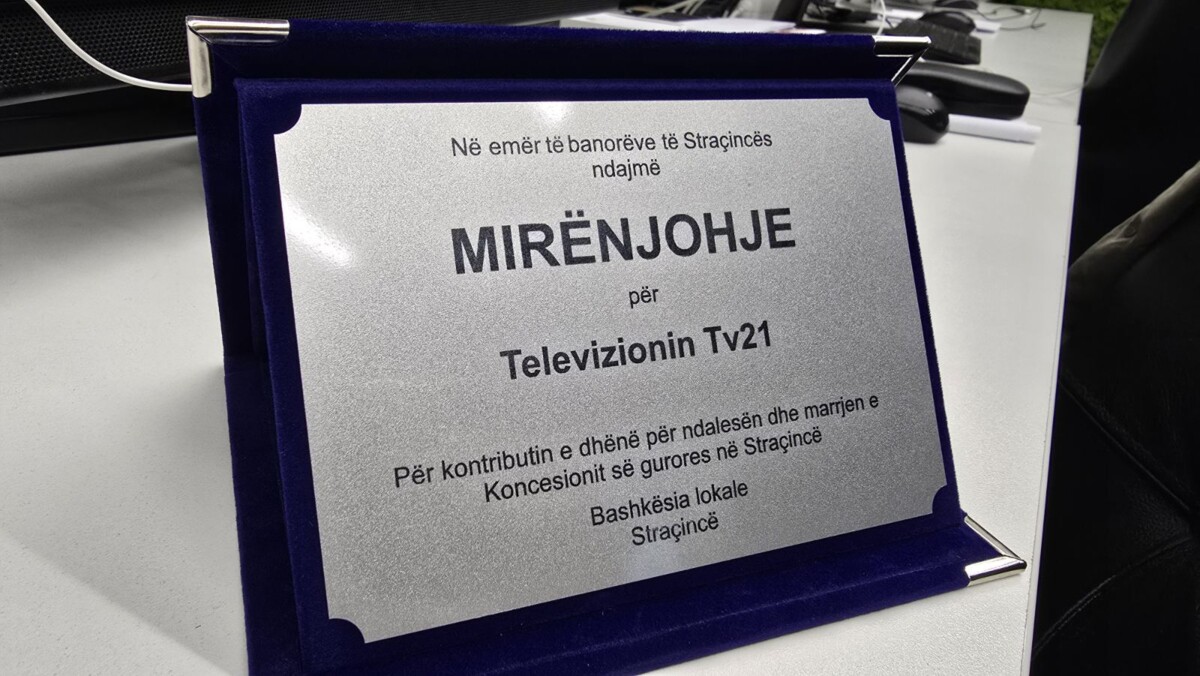 Në emër të banorëve të Straçincës
ndajmë
MIRËNJOHJE
për
Televizionin Tv21
Për kontributin e dhënë për ndalesën dhe marrjen e
Koncesionit së gurores në Straçincë
Bashkësia lokale
Straçincë